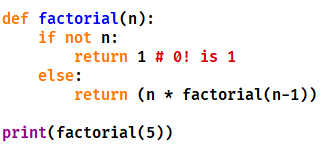 def factorial(n):
    if not n:
        return 1 # 0! is 1
    else:
        return (n * factorial(n-1))

print(factorial(5))